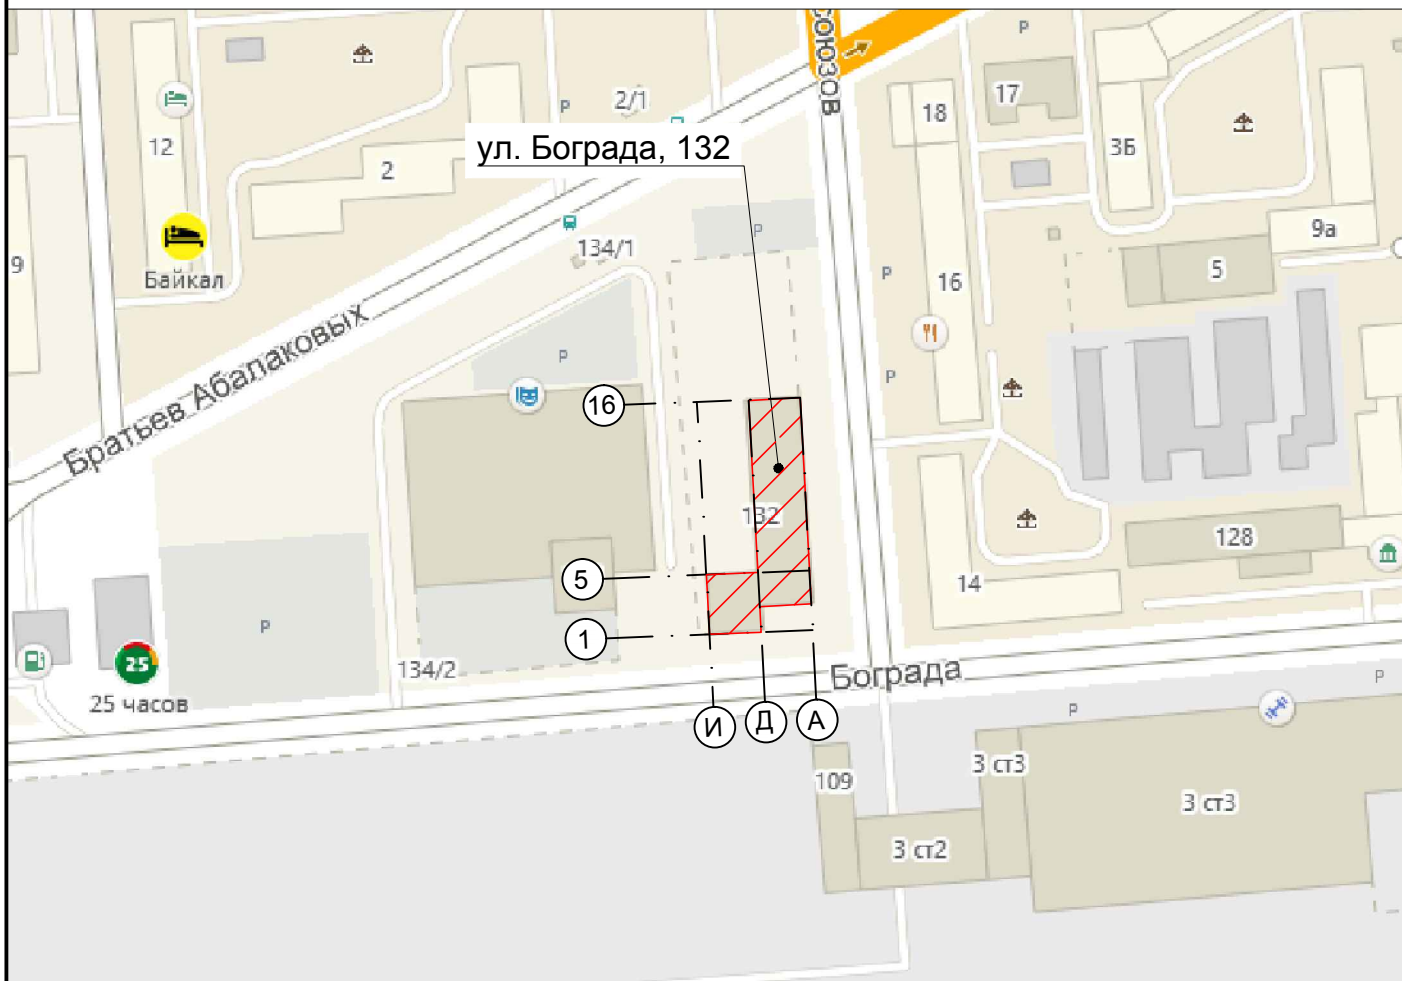 СОЮЗОВ
Р
17
18
3Б
2/1
Р
12
2
ул. Бограда, 132
9а
Р
134/1
5
9
Байкал
Р
16
Братьев Абалаковых
Р
Р
16
132
128
5
14
Р
1
134/2
25
25 часов
Бограда
Р
Р
И
Д
А
109
3 ст3
3 ст3
3 ст2